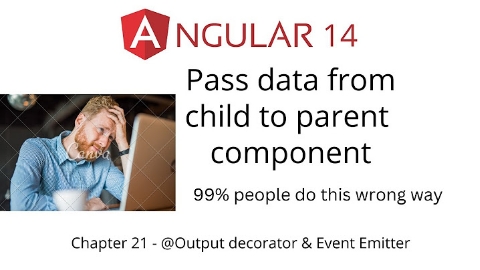 ANGULAR 14
Pass data from
child to parent
component
Canva
99% people do this wrong way
Chapter 21 - @Output decorator & Event Emitter